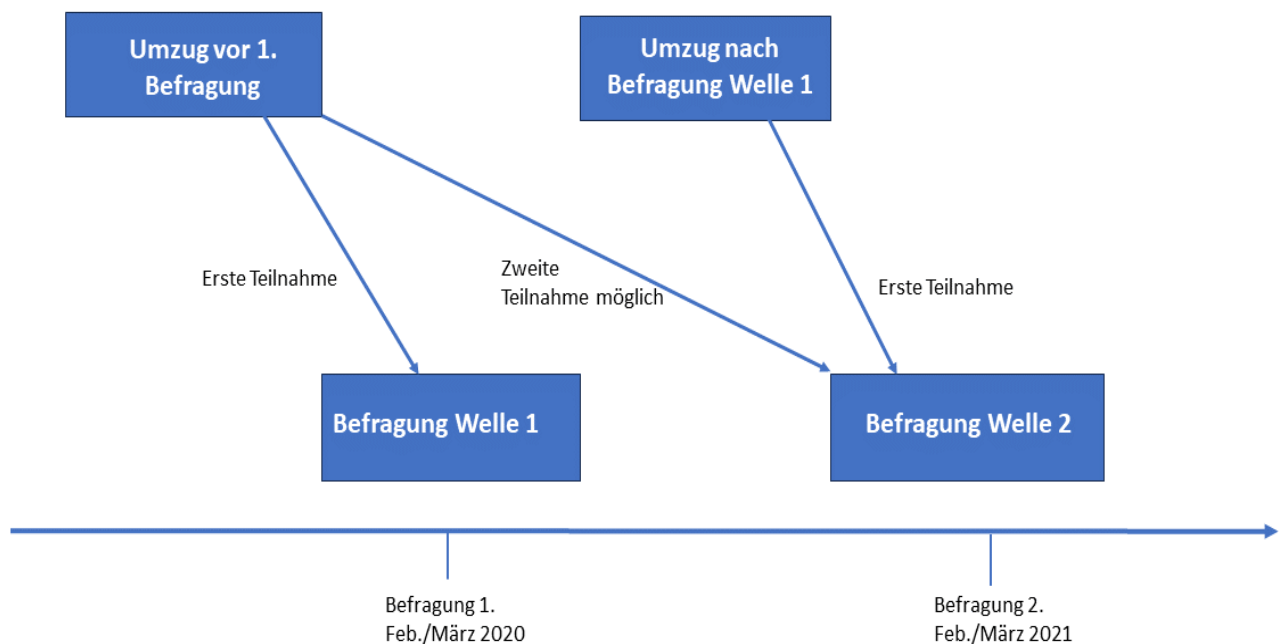 Umzug vor 1.
Befragung
Umzug nach
Befragung Welle 1
Erste Teilnahme
Zweite
Teilnahme möglich
Erste Teilnahme
Befragung Welle 1
Befragung Welle 2
Befragung 1.
Feb./März 2020
Befragung 2.
Feb./März 2021